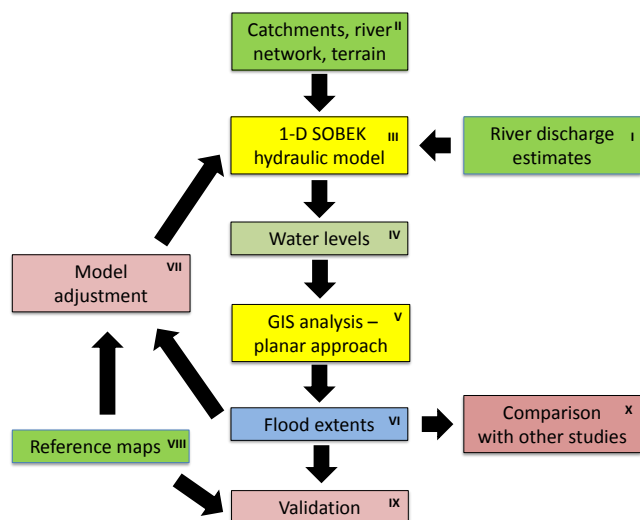 Catchments, river II
network, terrain
1-D SOBEK III
hydraulic model
River discharge I
estimates
Water levels IV
Model VII
adjustment
GIS analysis – V
planar approach
Flood extents VI
Comparison X
with other studies
Reference maps VIII
Validation IX